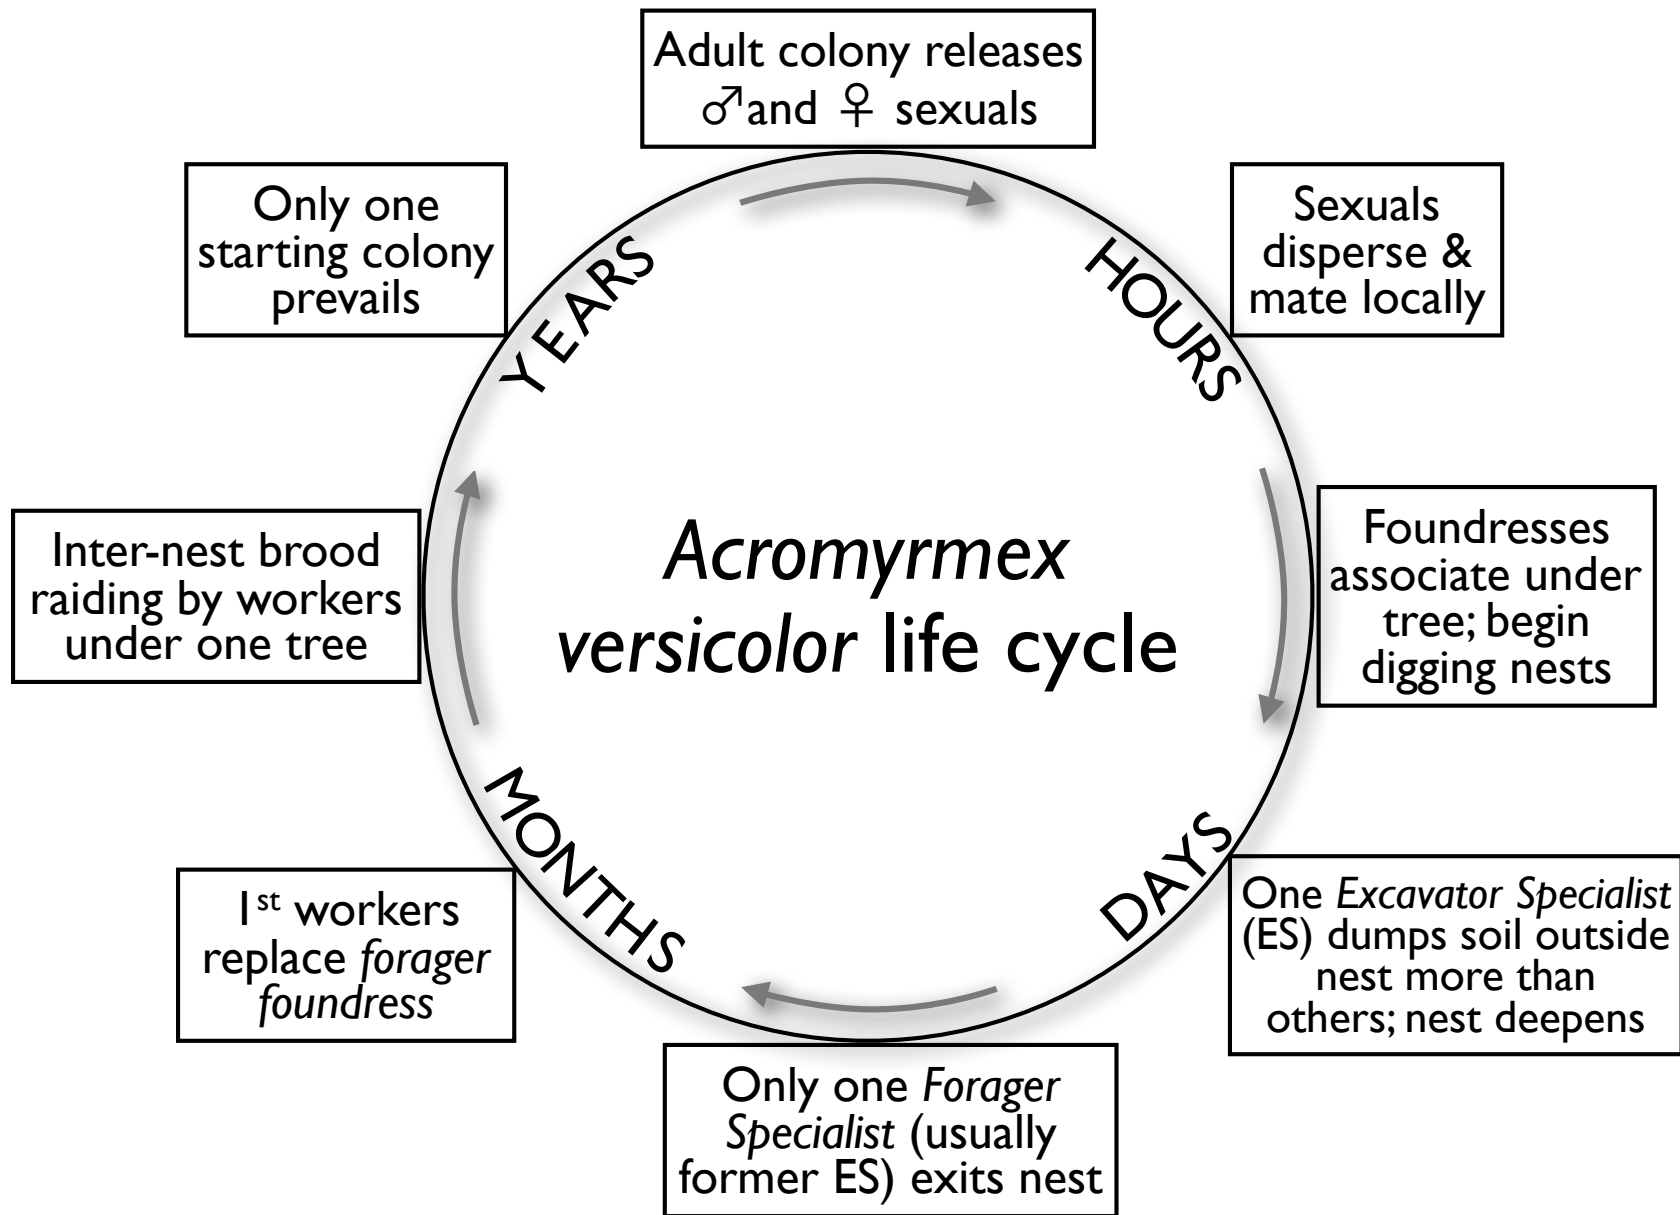 Adult colony releases
♂and ♀ sexuals
Sexuals
disperse &
mate locally
HOURS
Foundresses
associate under
tree; begin
digging nests
DAYS
One Excavator Specialist
(ES) dumps soil outside
nest more than
others; nest deepens
Only one Forager
Specialist (usually
former ES) exits nest
MONTHS
1st workers
replace forager
foundress
Inter-nest brood
raiding by workers
under one tree
YEARS
Only one
starting colony
prevails
Acromyrmex
versicolor life cycle